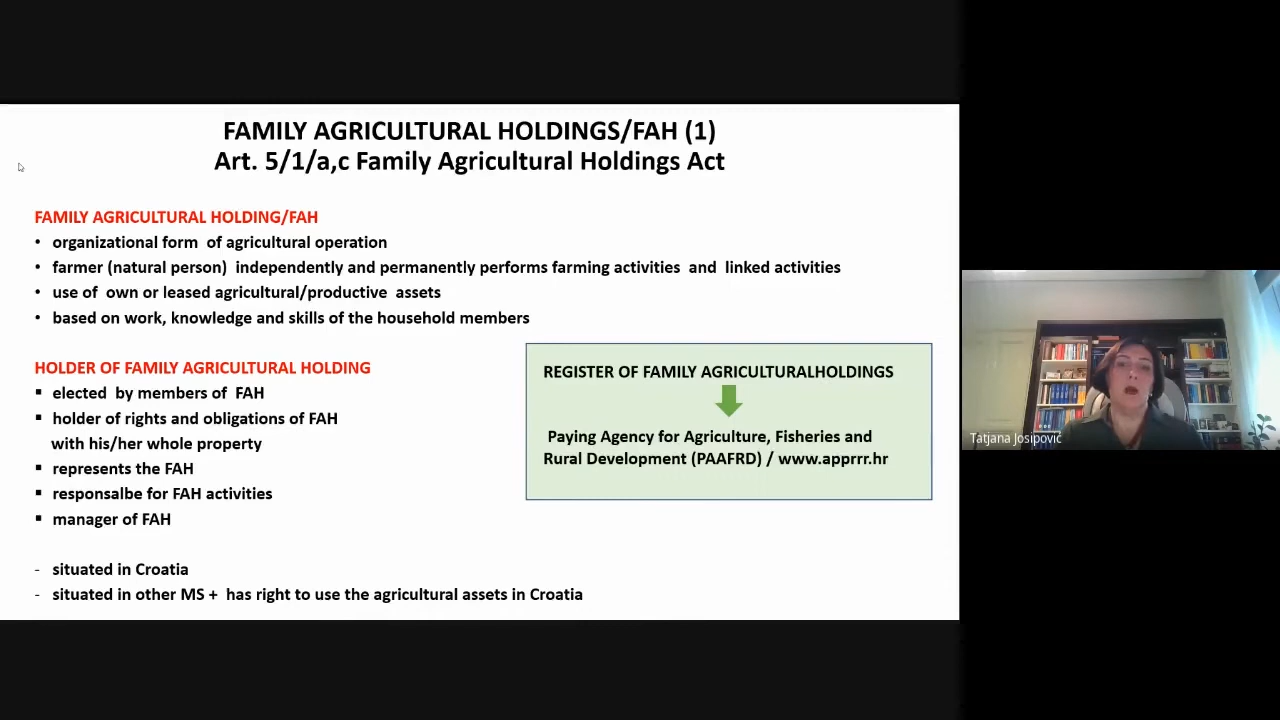 FAMILY AGRICULTURAL HOLDINGS/FAH (1)
Art. 5/1/a,c Family Agricultural Holdings Act
FAMILY AGRICULTURAL HOLDING/FAH
• organizational form of agricultural operation
• farmer (natural person) independently and permanently performs farming activities and linked activities
• use of own or leased agricultural/productive assets
• based on work, knowledge and skills of the household members
HOLDER OF FAMILY AGRICULTURAL HOLDING
▪ elected by members of FAH
▪ holder of rights and obligations of FAH
with his/her whole property
▪ represents the FAH
▪ responsalbe for FAH activities
▪ manager of FAH
- situated in Croatia
- situated in other MS + has right to use the agricultural assets in Croatia
REGISTER OF FAMILY AGRICULTURALHOLDINGS
Paying Agency for Agriculture, Fisheries and
Rural Development (PAAFRD) / www.apprrr.hr
Tatjana Josipović